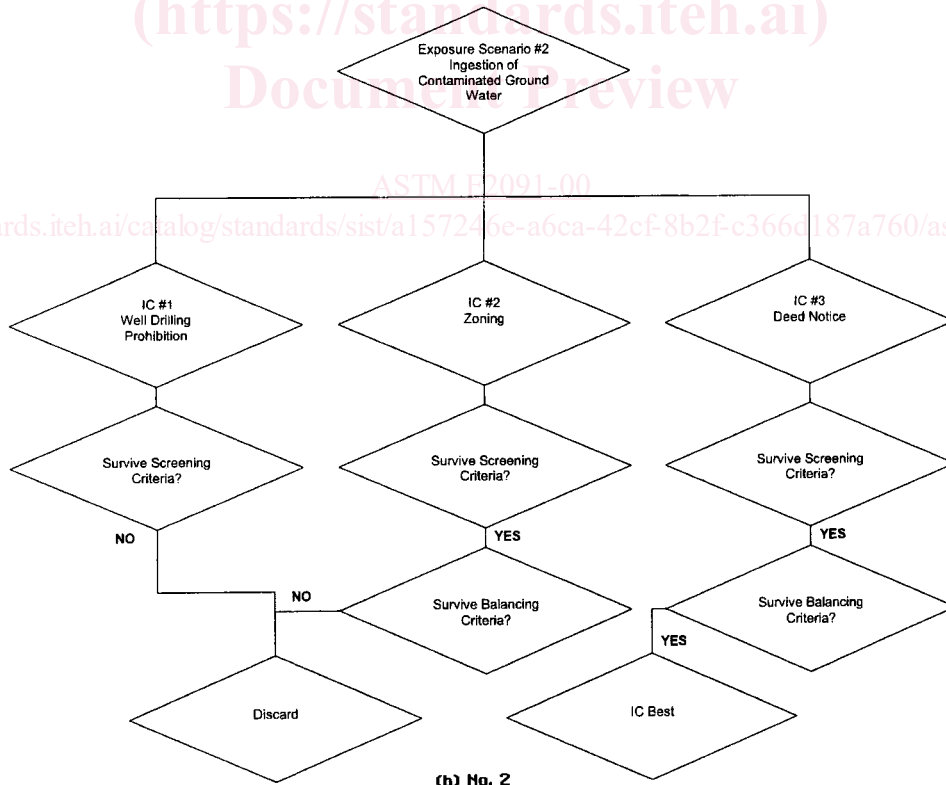 (https://standards.iteh.ai)
Exposure Scenario #2
Ingestion of
Contaminated Ground
Water
Document Preview
ASTM E2091-00
rds.iteh.ai/catalog/standards/sist/a157246e-a6ca-42cf-8b2f-c366d187a760/as
IC #1
Well Drilling
Prohibition
IC #2
Zoning
IC #3
Deed Notice
Survive Screening
Criteria?
Survive Screening
Criteria?
Survive Screening
Criteria?
NO
YES
YES
NO
Survive Balancing
Criteria?
Survive Balancing
Criteria?
YES
Discard
IC Best
(b) No. 2